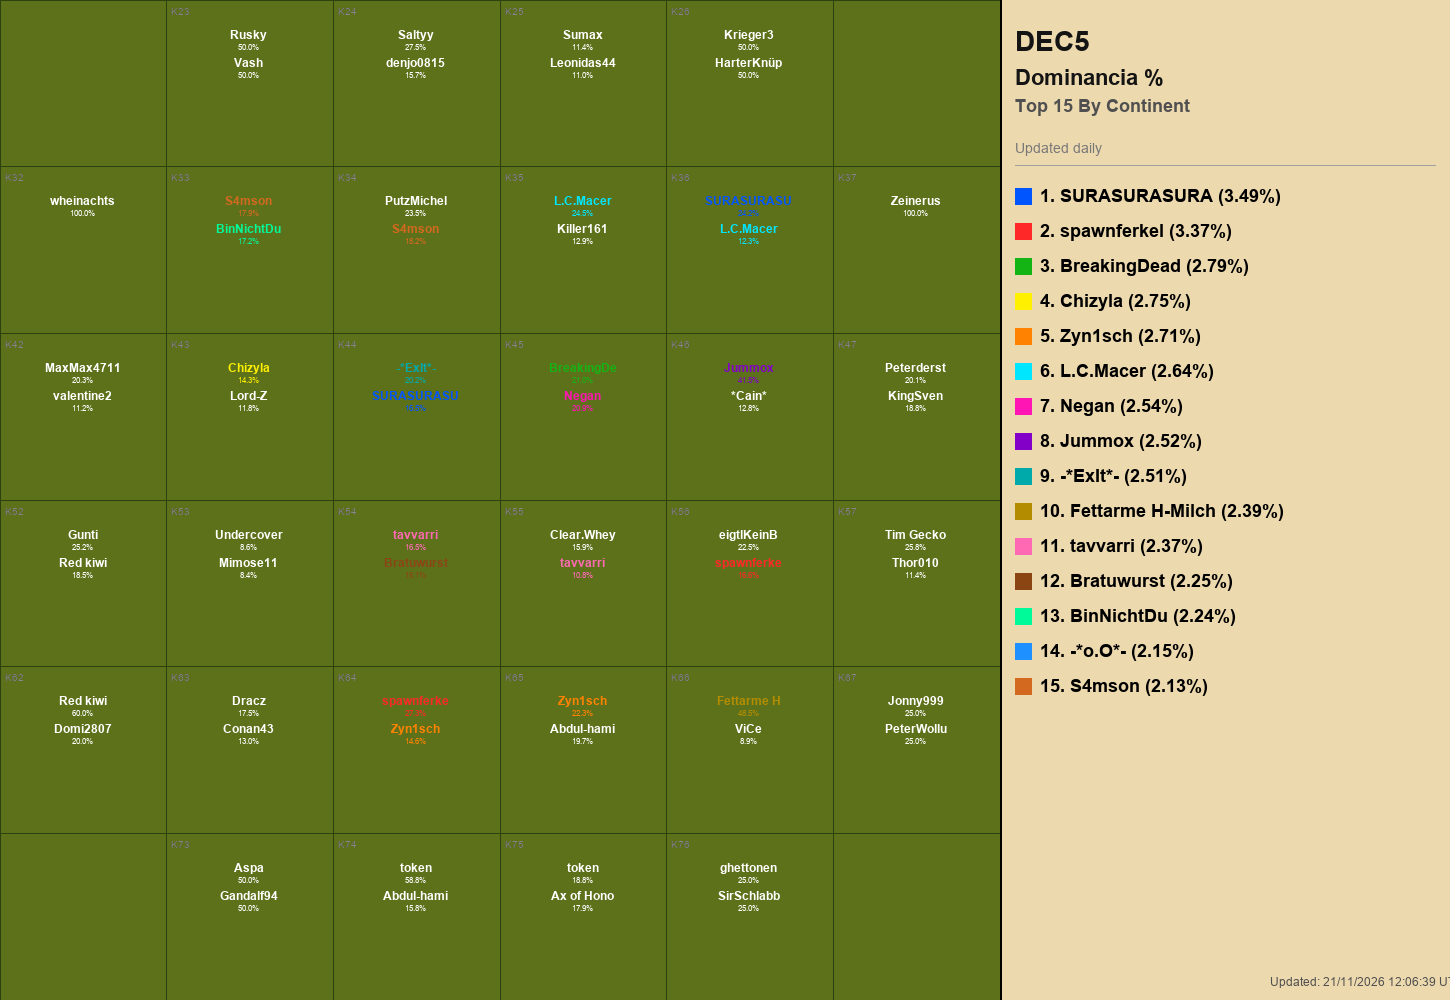 K23
Rusky
50.0%
Vash
50.0%
K24
Saltyy
27.5%
denjo0815
15.7%
K25
Sumax
11.4%
Leonidas44
11.0%
K26
Krieger3
50.0%
HarterKnüp
50.0%
K32
wheinachts
100.0%
K33
S4mson
17.9%
BinNichtDu
17.2%
K34
PutzMichel
23.5%
S4mson
18.2%
K35
L.C.Macer
24.5%
Killer161
12.9%
K36
SURASURASU
L.C.Macer
12.3%
K37
Zeinerus
100.0%
K42
MaxMax4711
20.3%
valentine2
11.2%
K43
Chizyla
14.3%
Lord-Z
11.8%
K44
-*ExIt*-
20.2%
SURASURASU
K45
BreakingDe
Negan
K46
Jummox
41.5%
*Cain*
12.8%
K47
Peterderst
20.1%
KingSven
18.8%
K52
Gunti
25.2%
Red kiwi
18.5%
K53
Undercover
8.6%
Mimose11
8.4%
K54
tavvarri
16.5%
Bratuwurst
K55
Clear.Whey
15.9%
tavvarri
10.8%
K56
eigtlKeinB
22.5%
spawnferke
K57
Tim Gecko
25.8%
Thor010
11.4%
K62
Red kiwi
60.0%
Domi2807
20.0%
K63
Dracz
17.5%
Conan43
13.0%
K64
spawnferke
Zyn1sch
14.6%
K65
Zyn1sch
22.3%
Abdul-hami
19.7%
K66
Fettarme H
48.5%
ViCe
8.9%
K67
Jonny999
25.0%
PeterWollu
25.0%
K73
Aspa
50.0%
Gandalf94
50.0%
K74
token
58.8%
Abdul-hami
15.8%
K75
token
18.8%
Ax of Hono
17.9%
K76
ghettonen
25.0%
SirSchlabb
25.0%
DEC5
Dominancia %
Top 15 By Continent
Updated daily
1. SURASURASURA (3.49%)
2. spawnferkel (3.37%)
3. BreakingDead (2.79%)
4. Chizyla (2.75%)
5. Zyn1sch (2.71%)
6. L.C.Macer (2.64%)
7. Negan (2.54%)
8. Jummox (2.52%)
9. -*ExIt*- (2.51%)
10. Fettarme H-Milch (2.39%)
11. tavvarri (2.37%)
12. Bratuwurst (2.25%)
13. BinNichtDu (2.24%)
14. -*o.O*- (2.15%)
15. S4mson (2.13%)
Updated: 21/11/2026 12:06:39